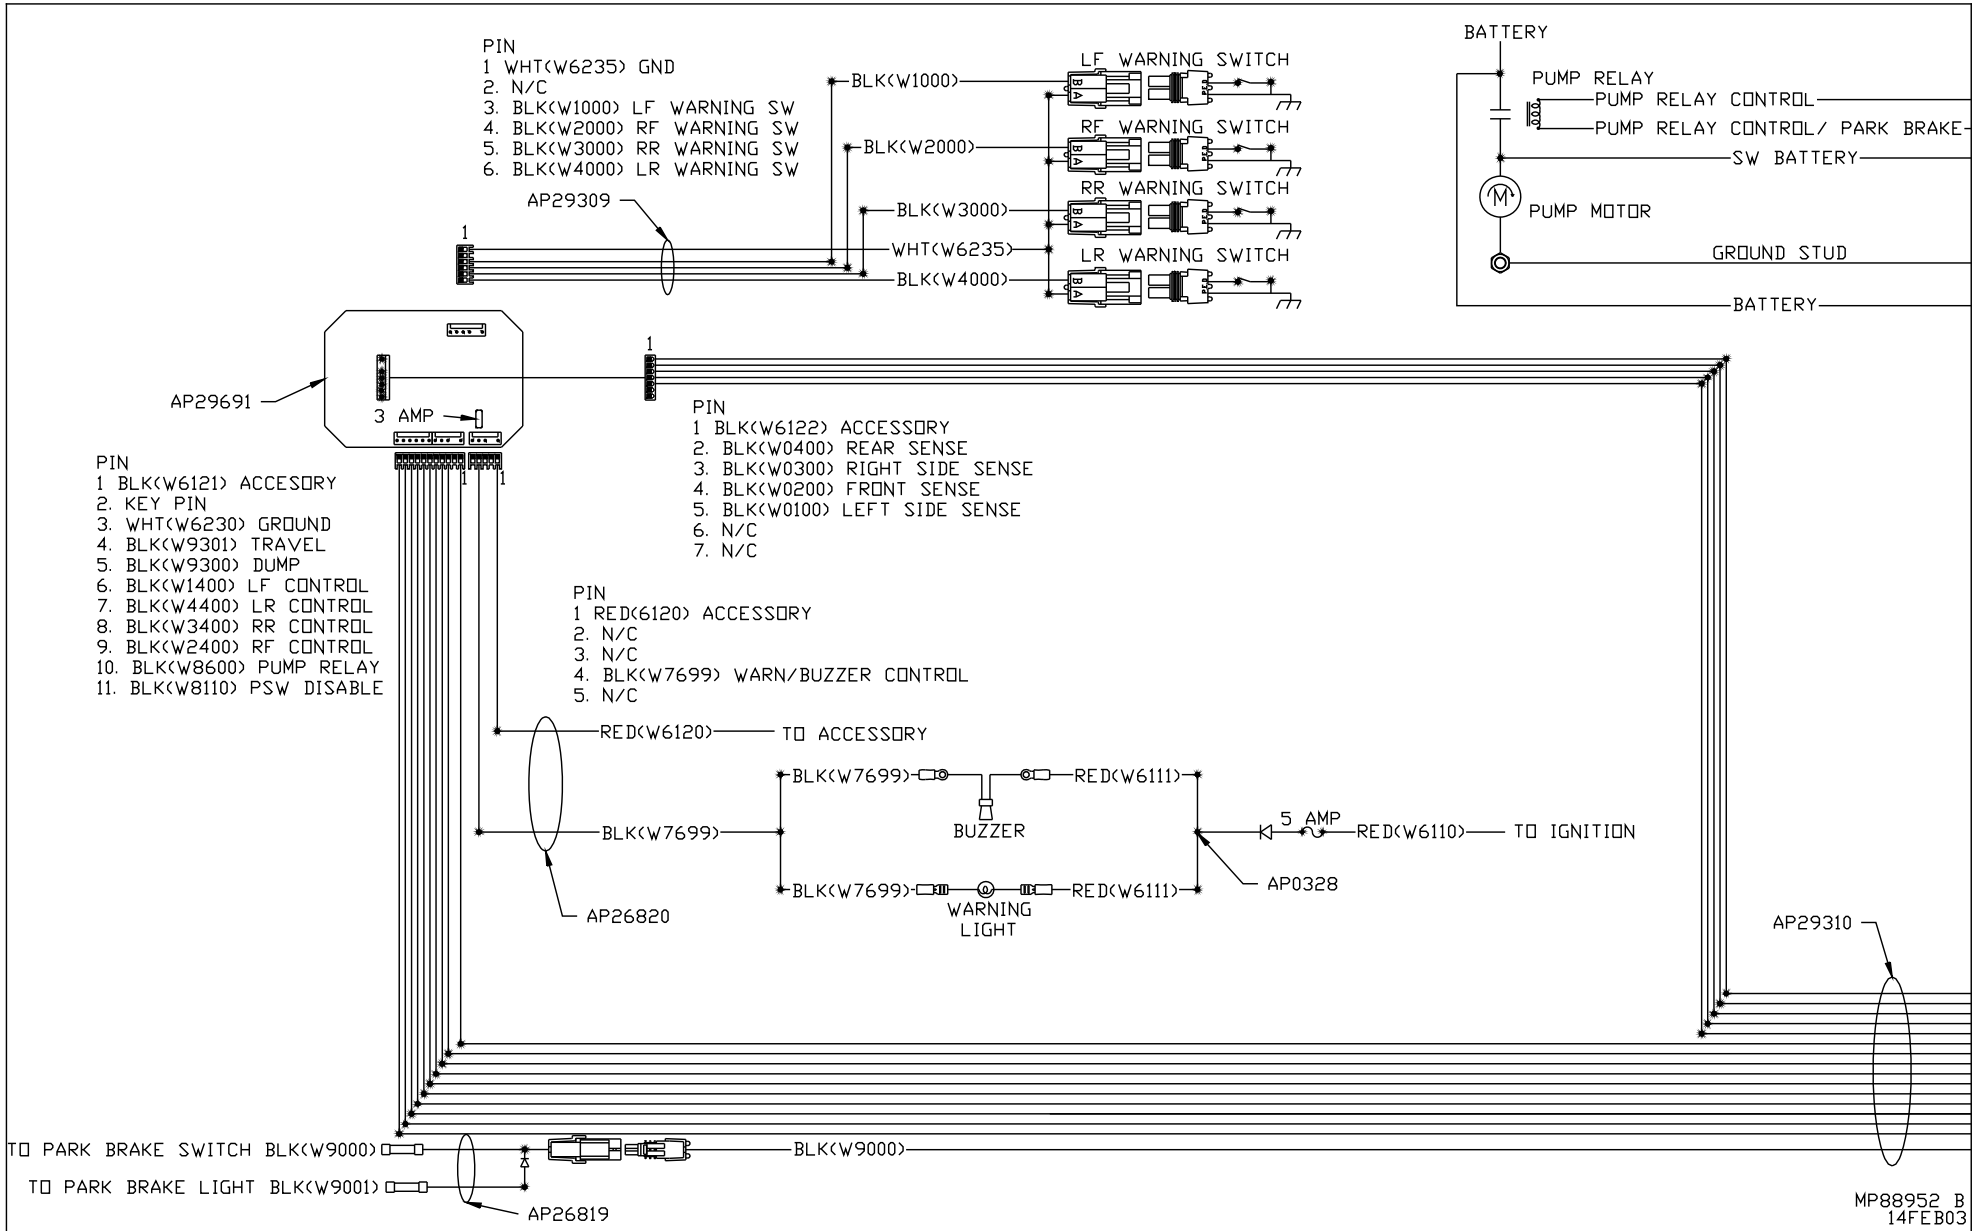 PIN
1 WHT(W6235) GND
2. N/C
3. BLK(W1000) LF WARNING SW
4. BLK(W2000) RF WARNING SW
5. BLK(W3000) RR WARNING SW
6. BLK(W4000) LR WARNING SW
AP29309
1
BLK(W1000)
BLK(W2000)
BLK(W3000)
WHT(W6235)
BLK(W4000)
LF WARNING SWITCH
B
A
RF WARNING SWITCH
B
A
RR WARNING SWITCH
B
A
LR WARNING SWITCH
B
A
BATTERY
PUMP RELAY
PUMP RELAY CONTROL
PUMP RELAY CONTROL/ PARK BRAKE
SW BATTERY
M
PUMP MOTOR
GROUND STUD
BATTERY
AP29691
3 AMP
1
1
1
PIN
1 BLK(W6122) ACCESSORY
2. BLK(W0400) REAR SENSE
3. BLK(W0300) RIGHT SIDE SENSE
4. BLK(W0200) FRONT SENSE
5. BLK(W0100) LEFT SIDE SENSE
6. N/C
7. N/C
PIN
1 BLK(W6121) ACCESORY
2. KEY PIN
3. WHT(W6230) GROUND
4. BLK(W9301) TRAVEL
5. BLK(W9300) DUMP
6. BLK(W1400) LF CONTROL
7. BLK(W4400) LR CONTROL
8. BLK(W3400) RR CONTROL
9. BLK(W2400) RF CONTROL
10. BLK(W8600) PUMP RELAY
11. BLK(W8110) PSW DISABLE
PIN
1 RED(6120) ACCESSORY
2. N/C
3. N/C
4. BLK(W7699) WARN/BUZZER CONTROL
5. N/C
RED(W6120) TO ACCESSORY
BLK(W7699)
BLK(W7699)
RED(W6111)
BUZZER
5 AMP
RED(W6110) TO IGNITION
BLK(W7699)
RED(W6111)
WARNING
LIGHT
AP0328
AP26820
AP29310
TO PARK BRAKE SWITCH BLK(W9000)
BLK(W9000)
TO PARK BRAKE LIGHT BLK(W9001)
AP26819
MP88952 B
14FEB03